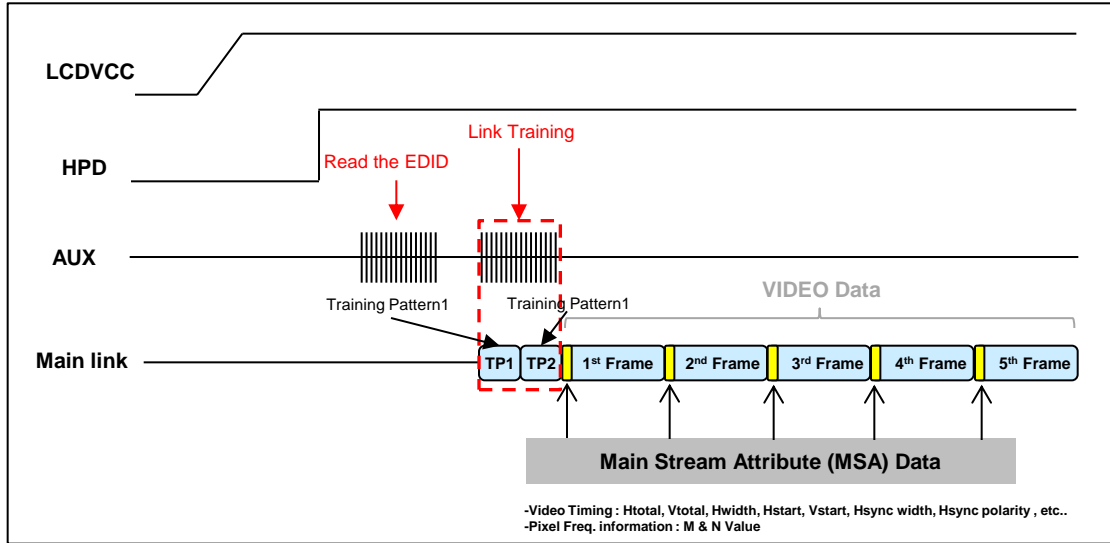 LCDVCC
Link Training
Read the EDID
HPD
AUX
Training Pattern1
Training Pattern1
VIDEO Data
Main link
TP1
TP2
1st Frame
2nd Frame
3rd Frame
4th Frame
5th Frame
Main Stream Attribute (MSA) Data
-Video Timing : Htotal, Vtotal, Hwidth, Hstart, Vstart, Hsync width, Hsync polarity , etc..
-Pixel Freq. information : M & N Value